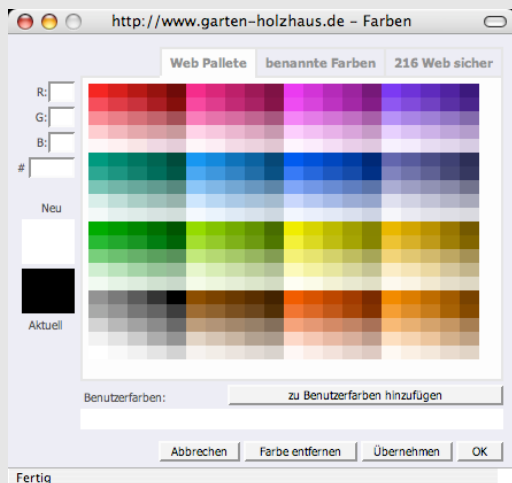 http://www.garten-holzhaus.de – Farben
Web Pallete benannte Farben 216 Web sicher
R:
G:
B:
#
Neu
Aktuell
Benutzerfarben: zu Benutzerfarben hinzufügen
Abbrechen Farbe entfernen Übernehmen OK
Fertig